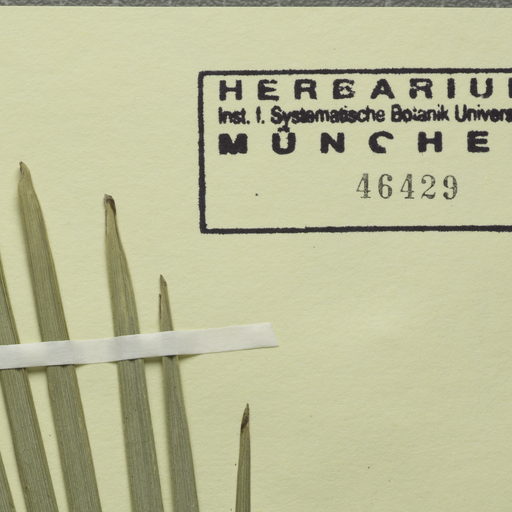 HERBARIU
Inst. f. Systematische Botanik Univers
MÜNCHE
46429